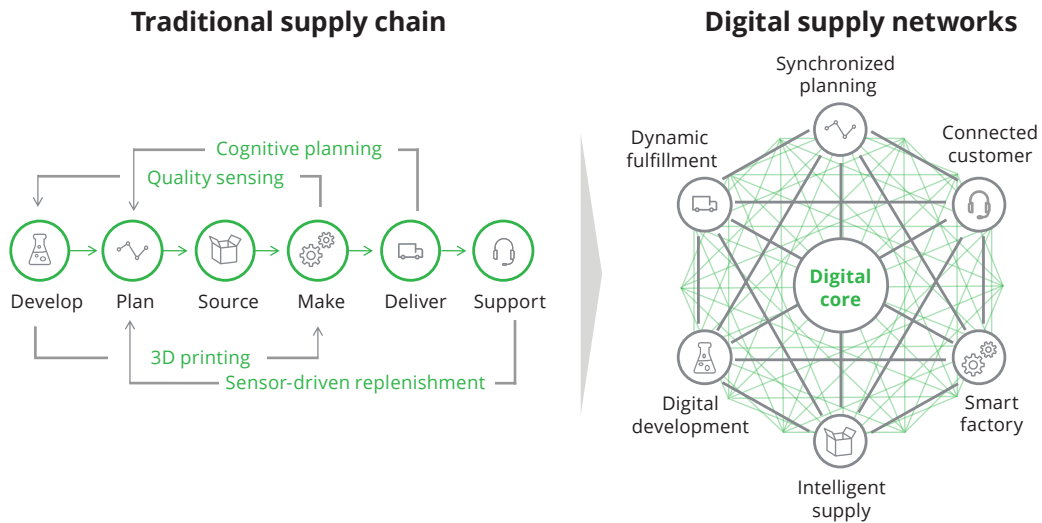 Traditional supply chain
Cognitive planning
Quality sensing
Develop
Plan
Source
Make
Deliver
Support
3D printing
Sensor-driven replenishment
Digital supply networks
Synchronized
planning
Dynamic
fulfillment
Connected
customer
Digital
core
Digital
development
Smart
factory
Intelligent
supply